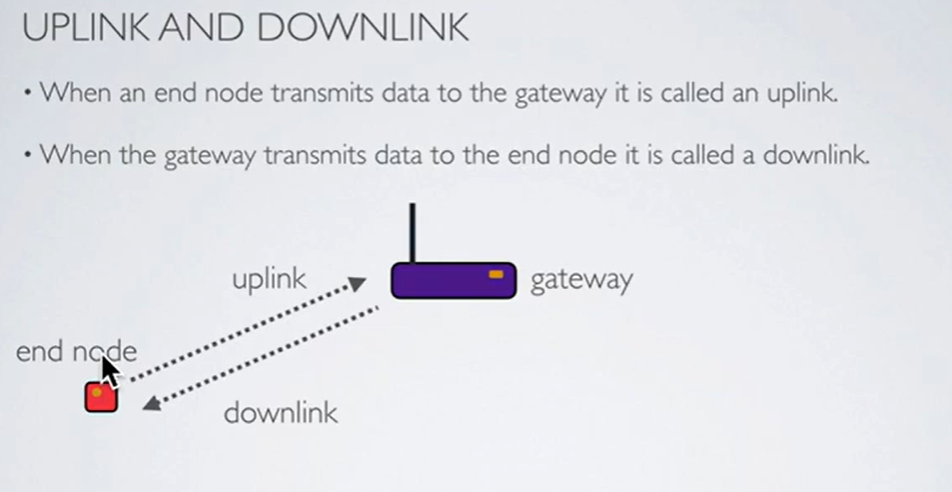 UPLINK AND DOWNLINK
• When an end node transmits data to the gateway it is called an uplink.
• When the gateway transmits data to the end node it is called a downlink.
uplink
gateway
end node
downlink